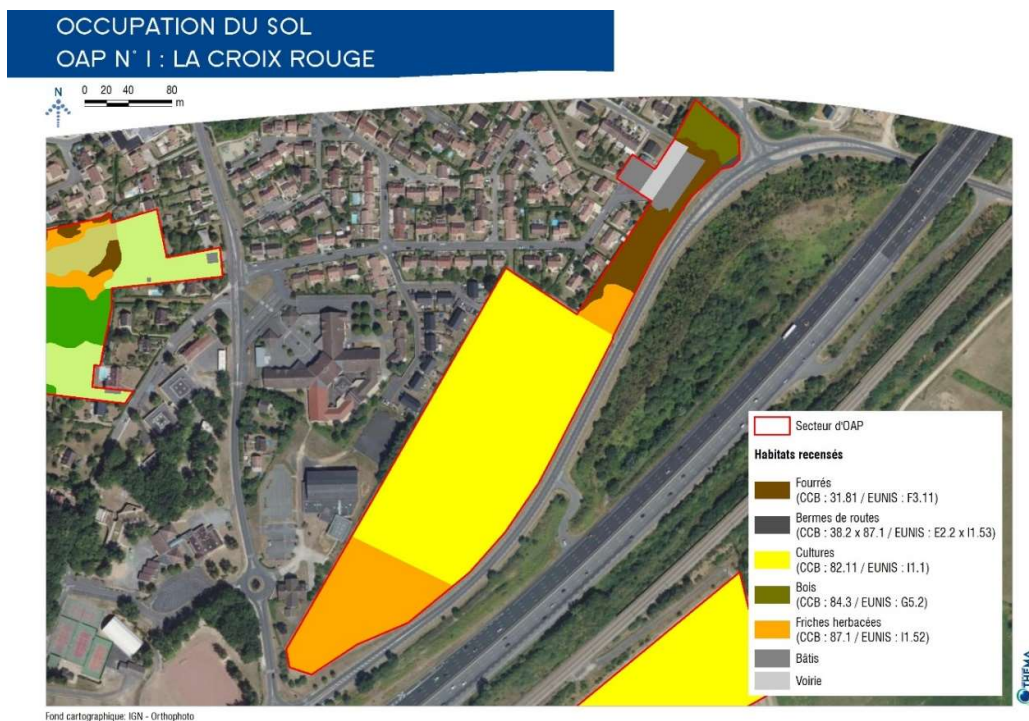 OCCUPATION DU SOL
OAP N° 1 : LA CROIX ROUGE
N
0 20 40 80
m
Secteur d'OAP
Habitats recensés
Fourrés
(CCB : 31.81 / EUNIS : F3.11)
Bermes de routes
(CCB : 38.2 x 87.1 / EUNIS : E2.2 x I1.53)
Cultures
(CCB : 82.11 / EUNIS : I1.1)
Bois
(CCB : 84.3 / EUNIS : G5.2)
Friches herbacées
(CCB : 87.1 / EUNIS : I1.52)
Bâtis
Voirie
THEMA
Fond cartographique: IGN - Orthophoto